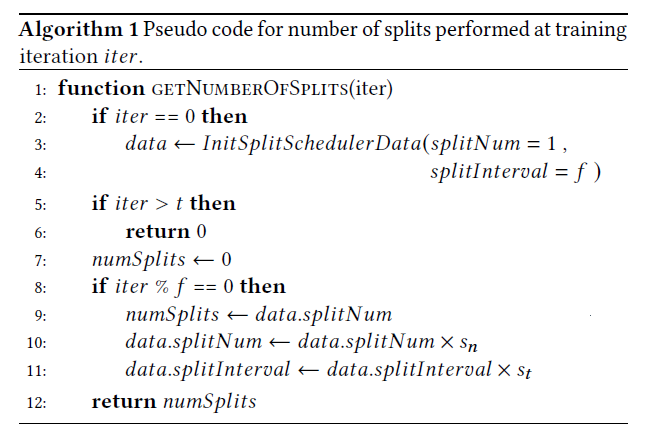 Algorithm 1 Pseudo code for number of splits performed at training
iteration iter.
1: function GETNUMBEROFSPLITS(iter)
2: if iter == 0 then
3: data ← InitSplitSchedulerData(splitNum = 1 ,
4: splitInterval = f )
5: if iter > t then
6: return 0
7: numSplits ← 0
8: if iter % f == 0 then
9: numSplits ← data.splitNum
10: data.splitNum ← data.splitNum × sₙ
11: data.splitInterval ← data.splitInterval × sₜ
12: return numSplits